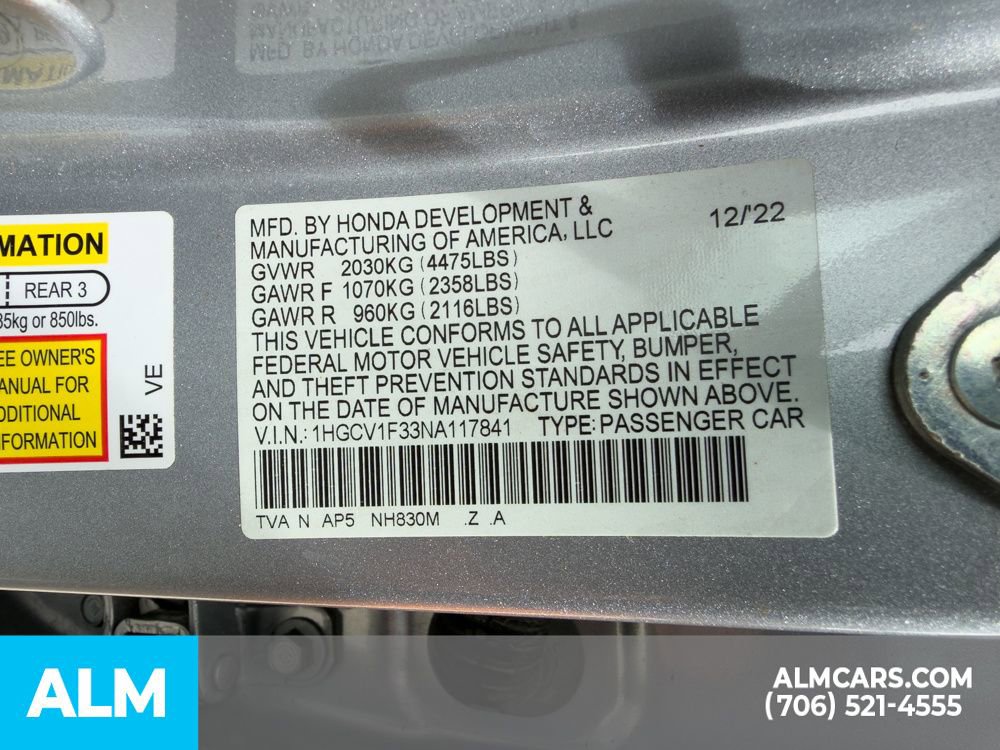 MATION
REAR 3
35kg or 850lbs.
EE OWNER'S
ANUAL FOR
DDITIONAL
NFORMATION
VE
MFD. BY HONDA DEVELOPMENT &
MANUFACTURING OF AMERICA, LLC
12/'22
GVWR 2030KG (4475LBS)
GAWR F 1070KG (2358LBS)
GAWR R 960KG (2116LBS)
THIS VEHICLE CONFORMS TO ALL APPLICABLE
FEDERAL MOTOR VEHICLE SAFETY, BUMPER,
AND THEFT PREVENTION STANDARDS IN EFFECT
ON THE DATE OF MANUFACTURE SHOWN ABOVE.
V.I.N.: 1HGCV1F33NA117841 TYPE: PASSENGER CAR
TVA N AP5 NH830M .Z .A
ALM
ALMCARS.COM
(706) 521-4555